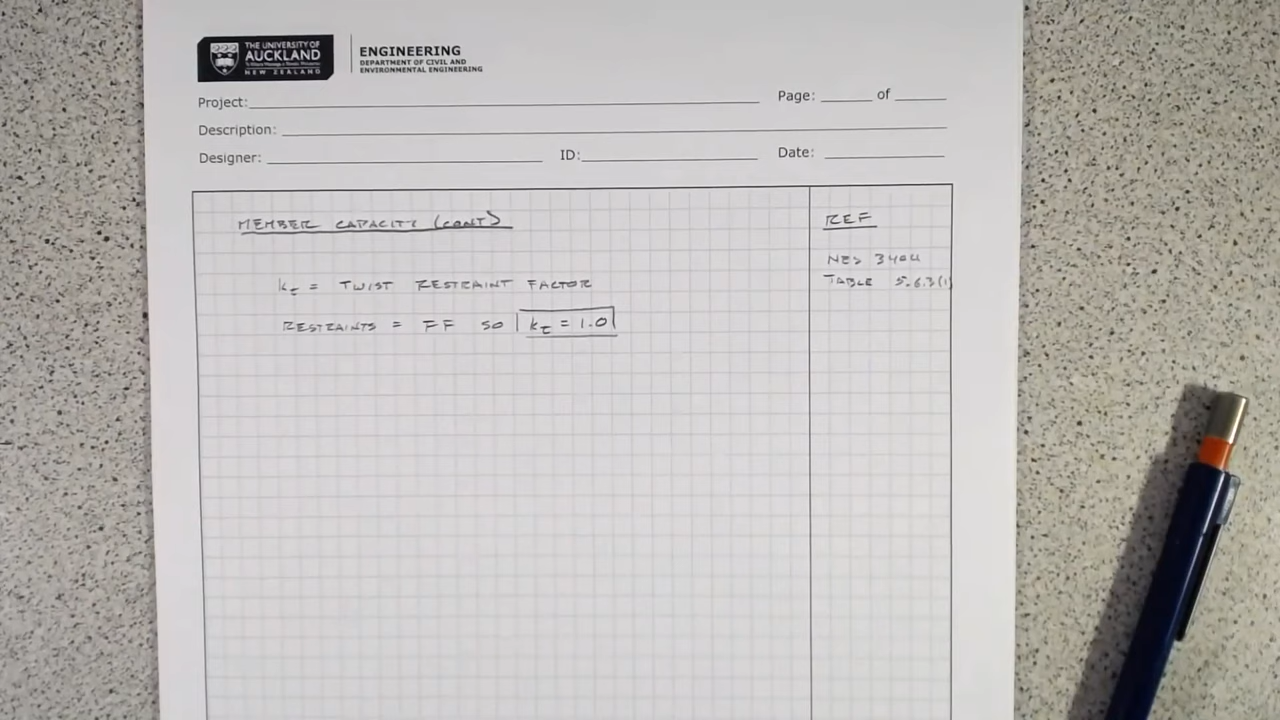 THE UNIVERSITY OF
AUCKLAND
NEW ZEALAND
ENGINEERING
DEPARTMENT OF CIVIL AND
ENVIRONMENTAL ENGINEERING
Project:
Page: of
Description:
Designer: ID: Date:
MEMBER CAPACITY (CONT)
REF
NZS 3404
TABLE 5.6.3(1)
kt = TWIST RESTRAINT FACTOR
RESTRAINTS = FF SO kt = 1.0